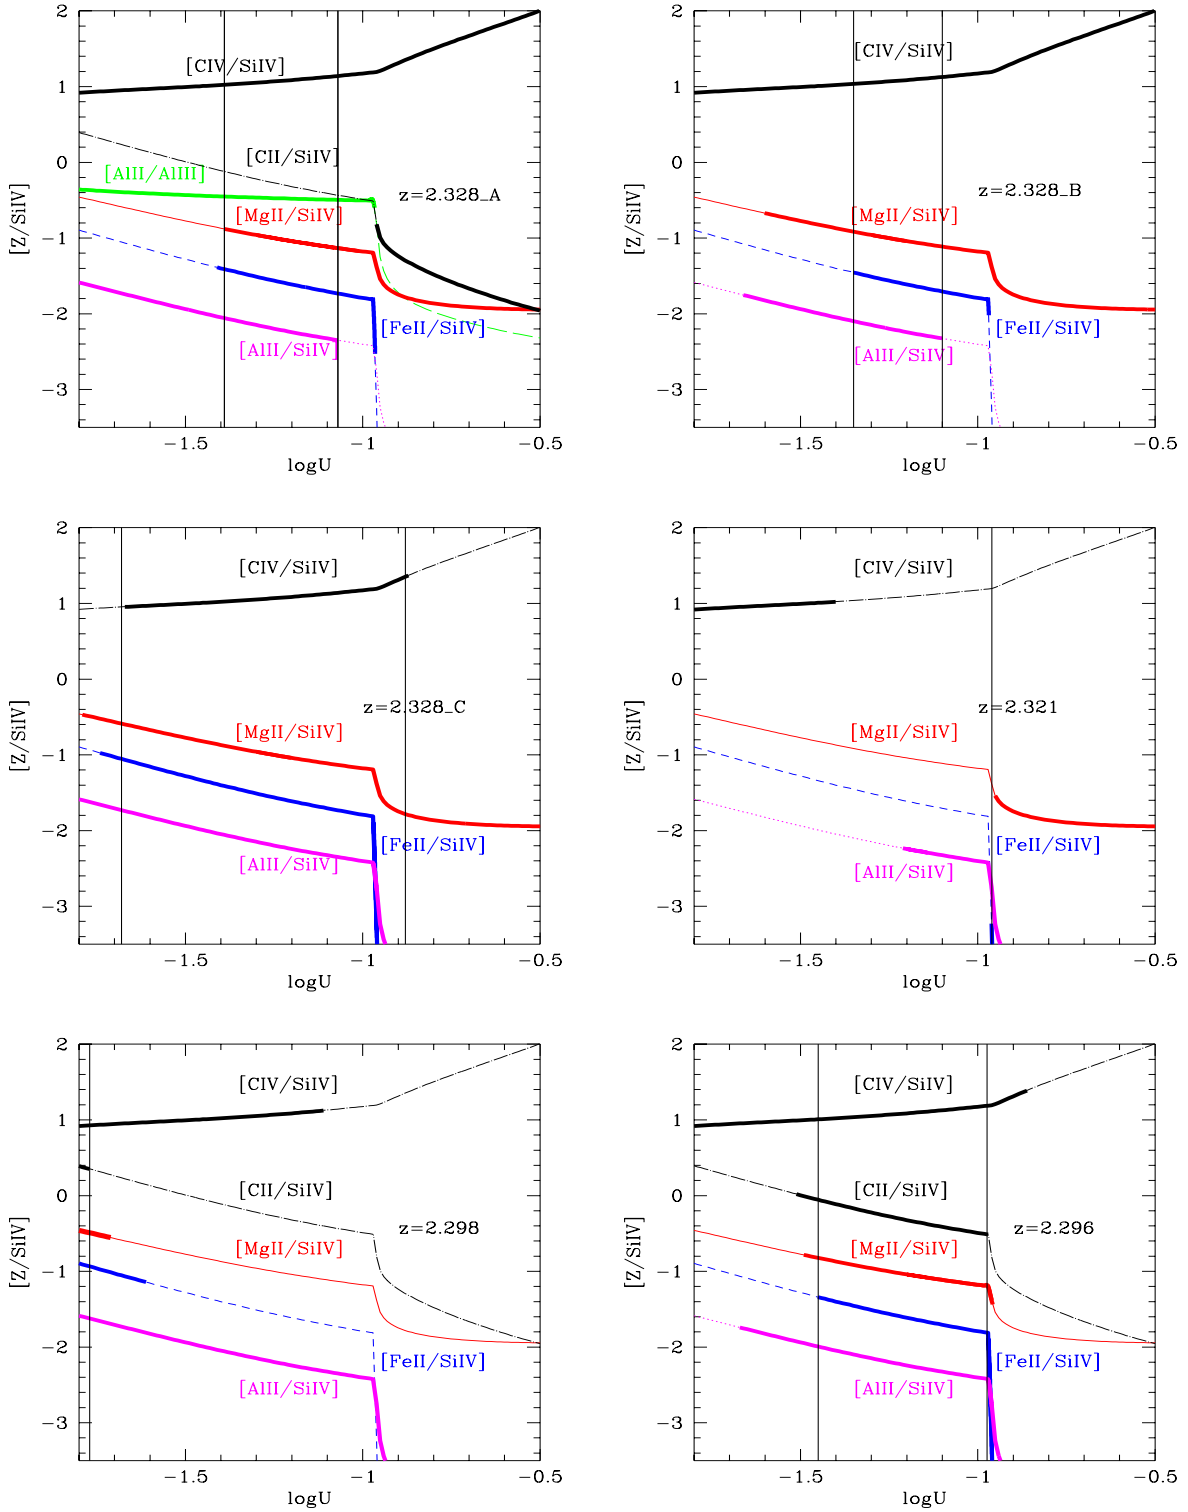 2
[CIV/SiIV]
1
[CII/SiIV]
0
[AlII/AlIII]
z=2.328_A
[MgII/SiIV]
−1
−2
[FeII/SiIV]
[AlII/SiIV]
−3
[Z/SiIV]
−1.5 −1 −0.5
logU
2
[CIV/SiIV]
1
0
z=2.328_B
[MgII/SiIV]
−1
−2
[FeII/SiIV]
[AlII/SiIV]
−3
[Z/SiIV]
−1.5 −1 −0.5
logU
2
[CIV/SiIV]
1
0
z=2.328_C
[MgII/SiIV]
−1
−2
[FeII/SiIV]
[AlII/SiIV]
−3
[Z/SiIV]
−1.5 −1 −0.5
logU
2
[CIV/SiIV]
1
0
z=2.321
[MgII/SiIV]
−1
−2
[FeII/SiIV]
[AlII/SiIV]
−3
[Z/SiIV]
−1.5 −1 −0.5
logU
2
[CIV/SiIV]
1
[CII/SiIV]
0
z=2.298
[MgII/SiIV]
−1
−2
[FeII/SiIV]
[AlII/SiIV]
−3
[Z/SiIV]
−1.5 −1 −0.5
logU
2
[CIV/SiIV]
1
[CII/SiIV]
0
z=2.296
[MgII/SiIV]
−1
−2
[FeII/SiIV]
[AlII/SiIV]
−3
[Z/SiIV]
−1.5 −1 −0.5
logU